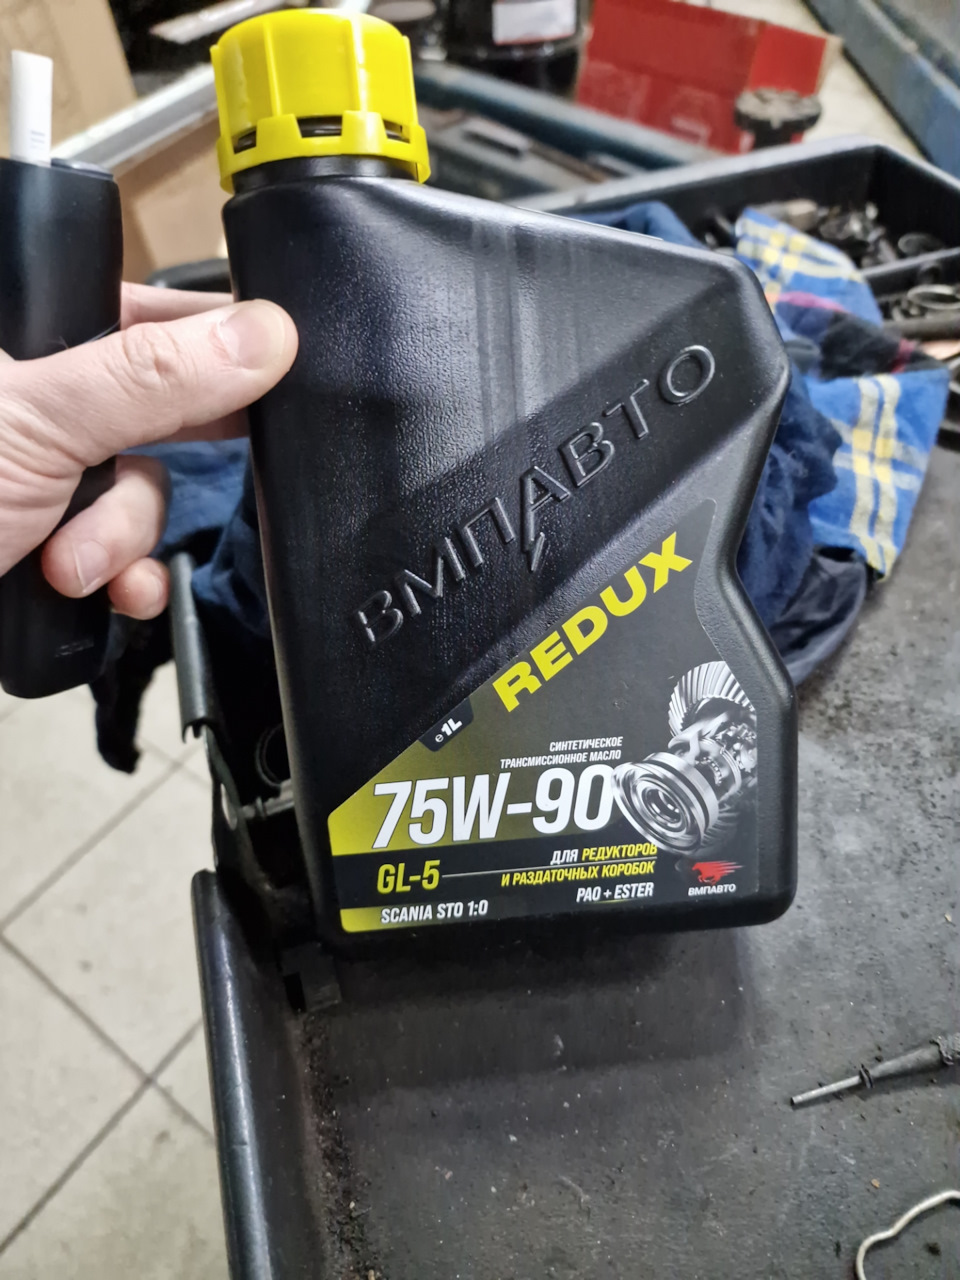 ВМПАВТО
REDUX
℮ 1L
СИНТЕТИЧЕСКОЕ
ТРАНСМИССИОННОЕ МАСЛО
75W-90
GL-5
ДЛЯ РЕДУКТОРОВ
И РАЗДАТОЧНЫХ КОРОБОК
PAO + ESTER
SCANIA STO 1:0
ВМПАВТО